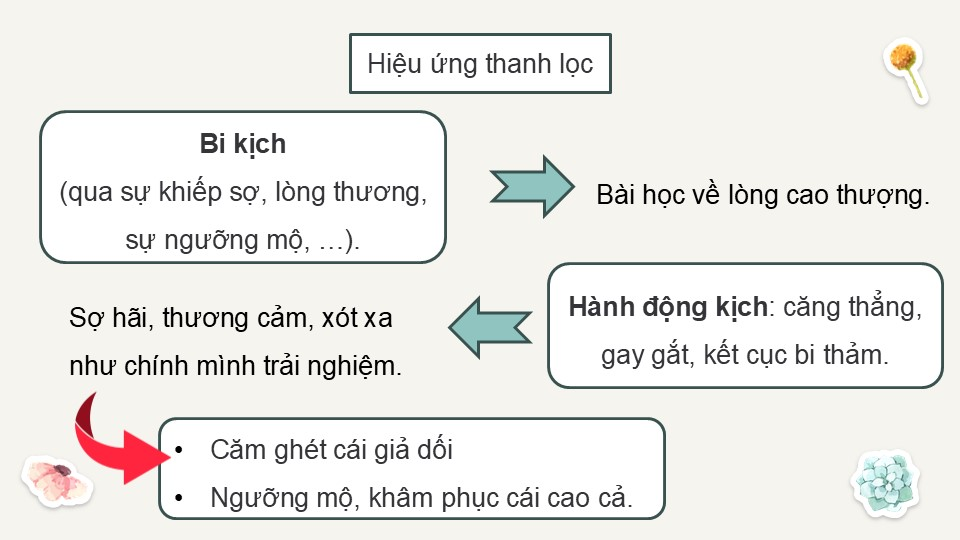 Hiệu ứng thanh lọc
Bi kịch
(qua sự khiếp sợ, lòng thương,
sự ngưỡng mộ, …).
Bài học về lòng cao thượng.
Hành động kịch: căng thẳng,
gay gắt, kết cục bi thảm.
Sợ hãi, thương cảm, xót xa
như chính mình trải nghiệm.
• Căm ghét cái giả dối
• Ngưỡng mộ, khâm phục cái cao cả.